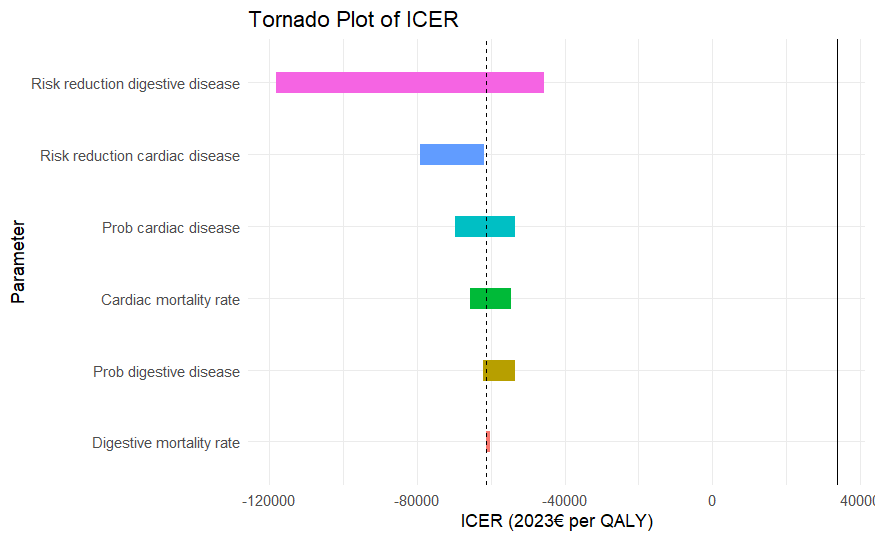 Tornado Plot of ICER
Risk reduction digestive disease
Risk reduction cardiac disease
Prob cardiac disease
Cardiac mortality rate
Prob digestive disease
Digestive mortality rate
Parameter
-120000 -80000 -40000 0 40000
ICER (2023€ per QALY)